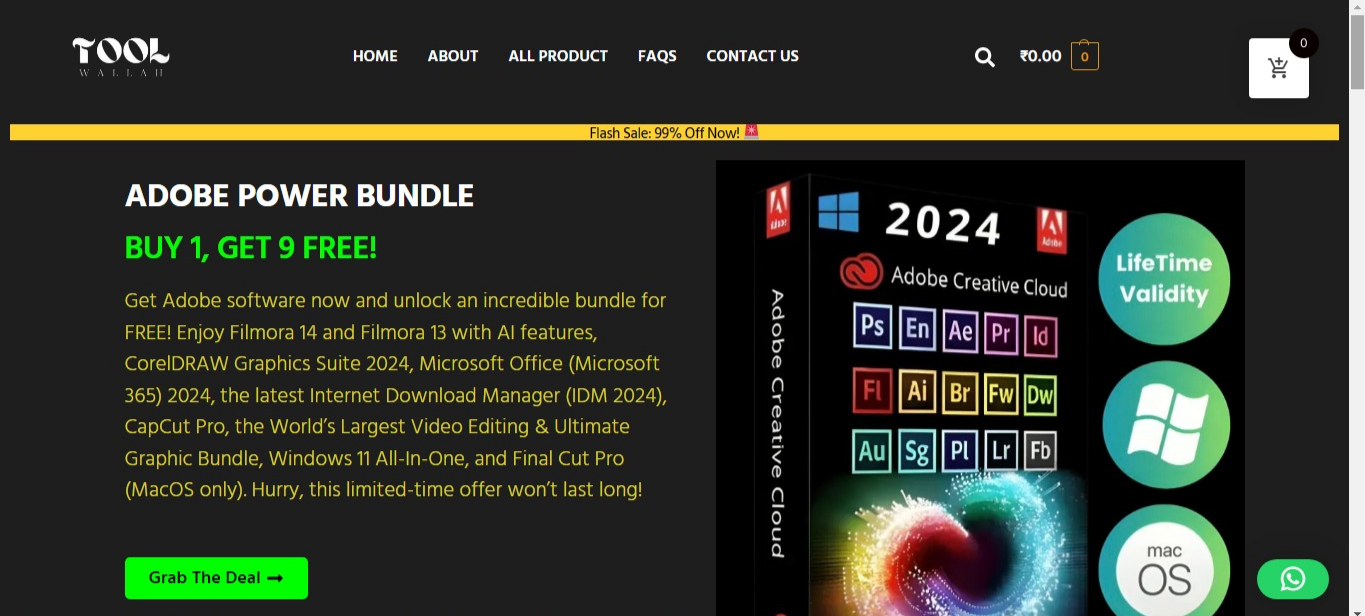 TOOL
WALLAH
HOME ABOUT ALL PRODUCT FAQS CONTACT US
₹0.00 0
0
Flash Sale: 99% Off Now! 🚨
ADOBE POWER BUNDLE
BUY 1, GET 9 FREE!
Get Adobe software now and unlock an incredible bundle for
FREE! Enjoy Filmora 14 and Filmora 13 with AI features,
CorelDRAW Graphics Suite 2024, Microsoft Office (Microsoft
365) 2024, the latest Internet Download Manager (IDM 2024),
CapCut Pro, the World’s Largest Video Editing & Ultimate
Graphic Bundle, Windows 11 All-In-One, and Final Cut Pro
(MacOS only). Hurry, this limited-time offer won’t last long!
Grab The Deal ➞
Adobe
2024
Adobe
Adobe Creative Cloud
Adobe Creative Cloud
Ps En Ae Pr Id
Fl Ai Br Fw Dw
Au Sg Pl Lr Fb
LifeTime
Validity
mac
OS